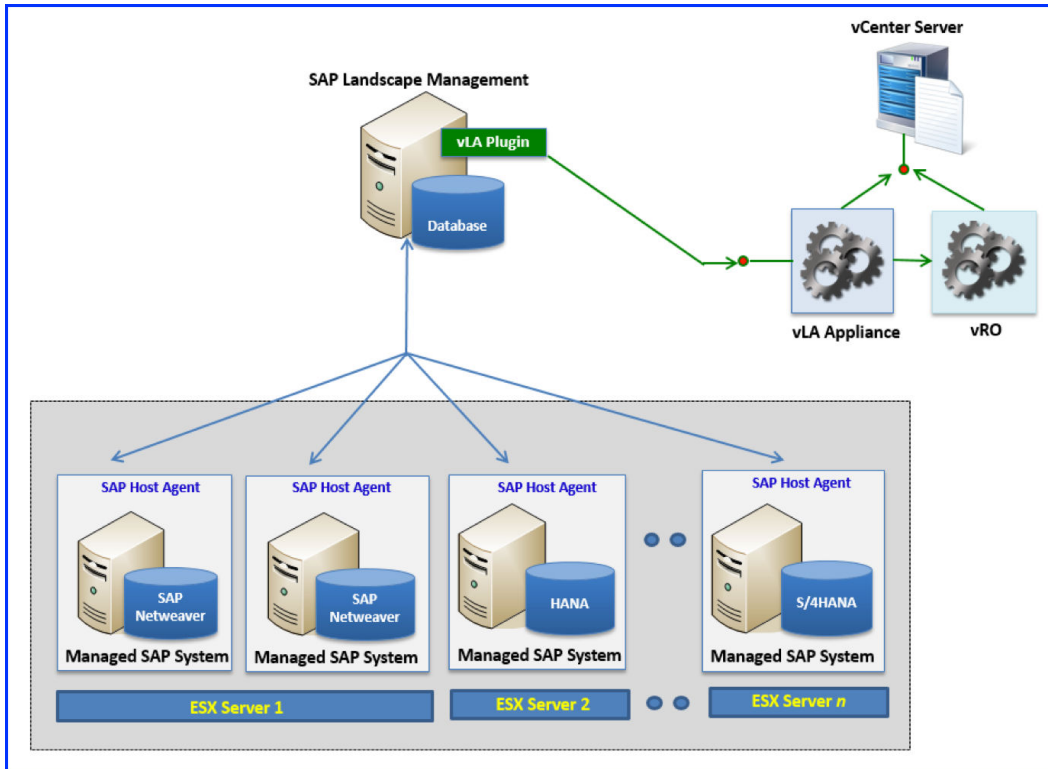 vCenter Server
SAP Landscape Management
vLA Plugin
Database
vLA Appliance
vRO
SAP Host Agent
SAP Host Agent
SAP Host Agent
SAP Host Agent
SAP
Netweaver
SAP
Netweaver
HANA
S/4HANA
Managed SAP System
Managed SAP System
Managed SAP System
Managed SAP System
ESX Server 1
ESX Server 2
ESX Server n